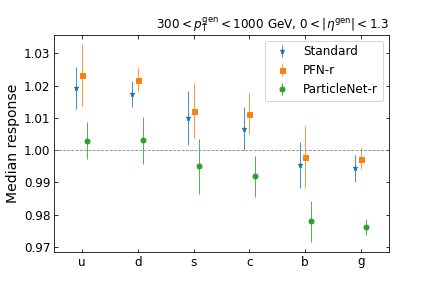 300 < p_T^gen < 1000 GeV, 0 < |η^gen| < 1.3
Standard
PFN-r
ParticleNet-r
Median response
1.03
1.02
1.01
1.00
0.99
0.98
0.97
u d s c b g